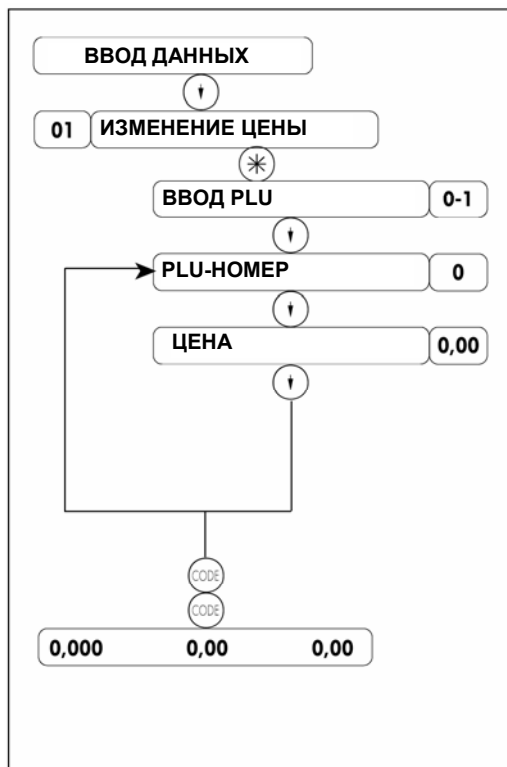 ВВОД ДАННЫХ
01 ИЗМЕНЕНИЕ ЦЕНЫ
ВВОД PLU 0-1
PLU-НОМЕР 0
ЦЕНА 0,00
CODE
CODE
0,000 0,00 0,00